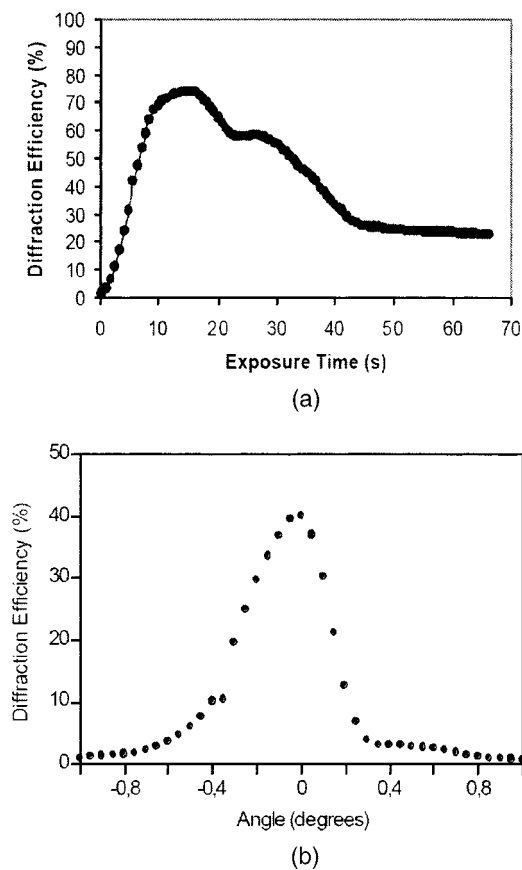 100
90
80
70
60
50
40
30
20
10
0
Diffraction Efficiency (%)
0 10 20 30 40 50 60 70
Exposure Time (s)
(a)
50
40
30
20
10
0
Diffraction Efficiency (%)
-0,8 -0,4 0 0,4 0,8
Angle (degrees)
(b)